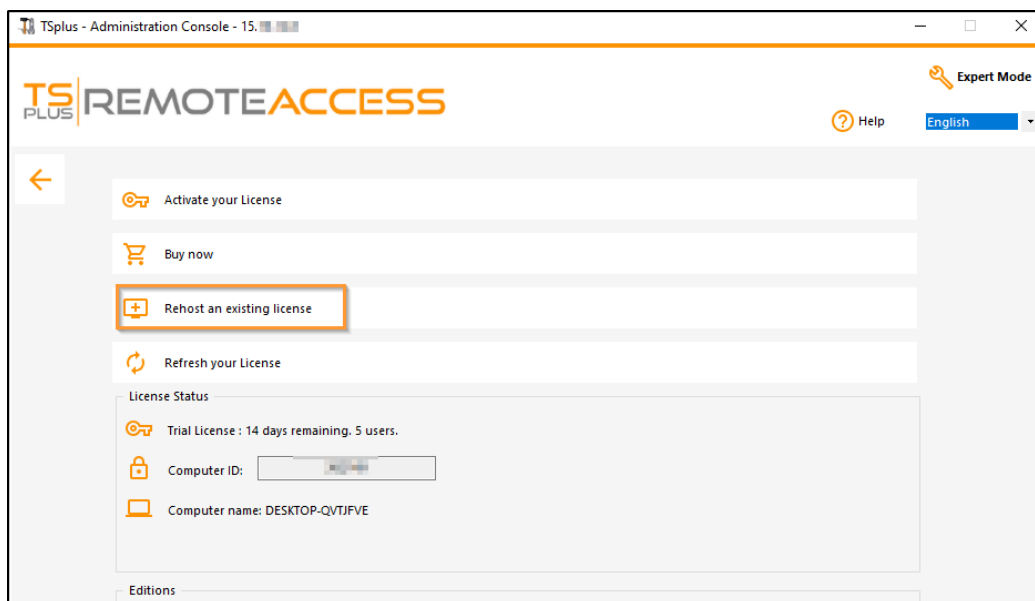 TSplus - Administration Console - 15.
Expert Mode
TS PLUS REMOTEACCESS
Help
English
Activate your License
Buy now
Rehost an existing license
Refresh your License
License Status
Trial License : 14 days remaining. 5 users.
Computer ID:
Computer name: DESKTOP-QVTJFVE
Editions